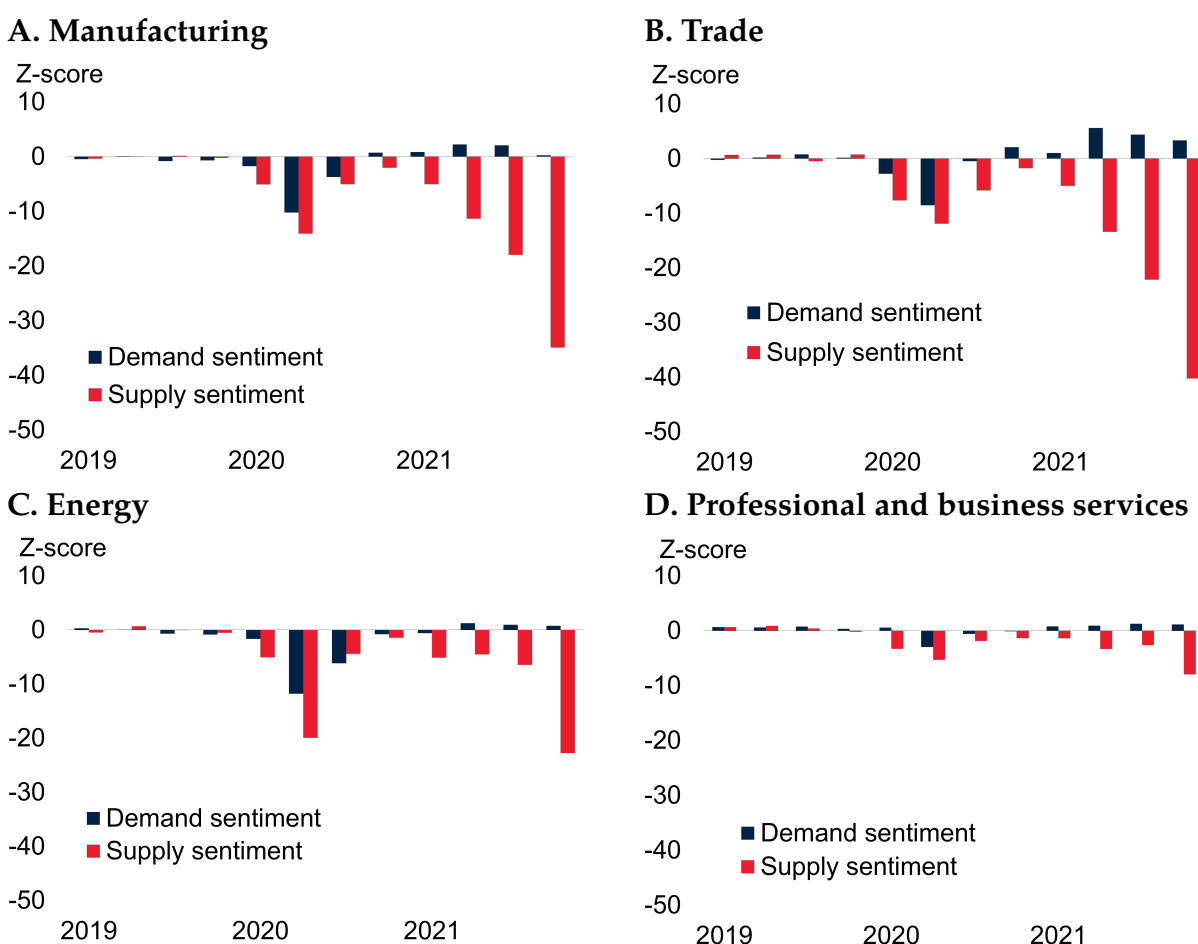 A. Manufacturing
Z-score
10
0
-10
-20
-30
-40
-50
Demand sentiment
Supply sentiment
2019 2020 2021
B. Trade
Z-score
10
0
-10
-20
-30
-40
-50
Demand sentiment
Supply sentiment
2019 2020 2021
C. Energy
Z-score
10
0
-10
-20
-30
-40
-50
Demand sentiment
Supply sentiment
2019 2020 2021
D. Professional and business services
Z-score
10
0
-10
-20
-30
-40
-50
Demand sentiment
Supply sentiment
2019 2020 2021